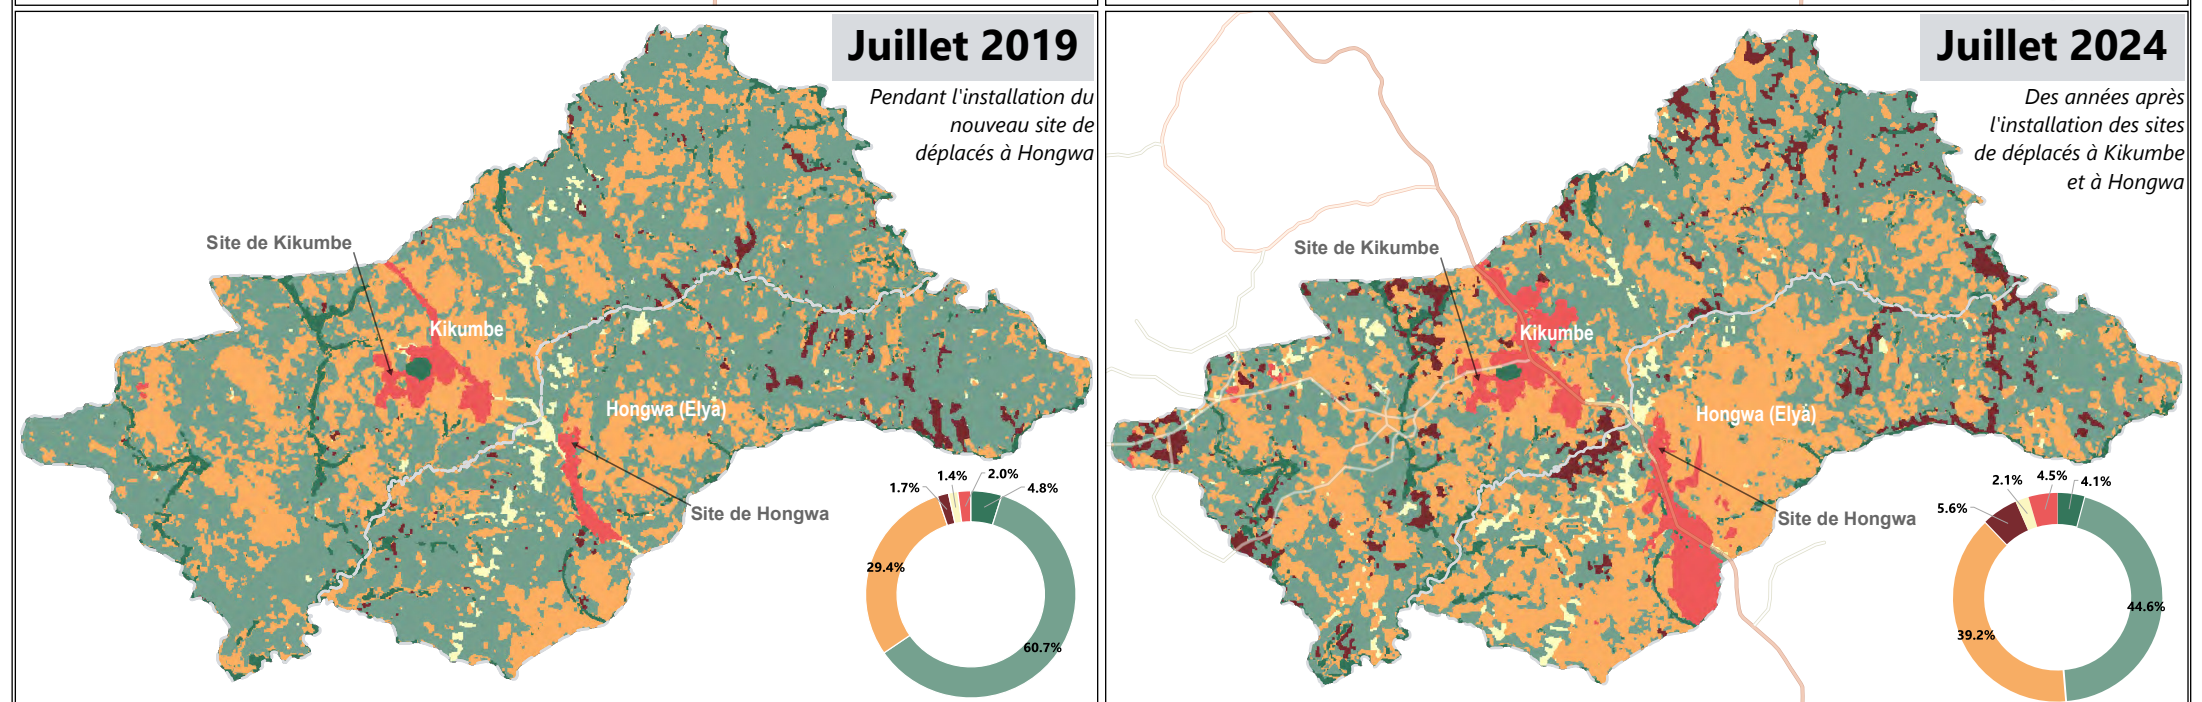 Juillet 2019
Pendant l'installation du
nouveau site de
déplacés à Hongwa
Site de Kikumbe
Kikumbe
Hongwa (Elya)
Site de Hongwa
1.7%
1.4%
2.0%
4.8%
29.4%
60.7%
Juillet 2024
Des années après
l'installation des sites
de déplacés à Kikumbe
et à Hongwa
Site de Kikumbe
Kikumbe
Hongwa (Elya)
Site de Hongwa
5.6%
2.1%
4.5%
4.1%
39.2%
44.6%